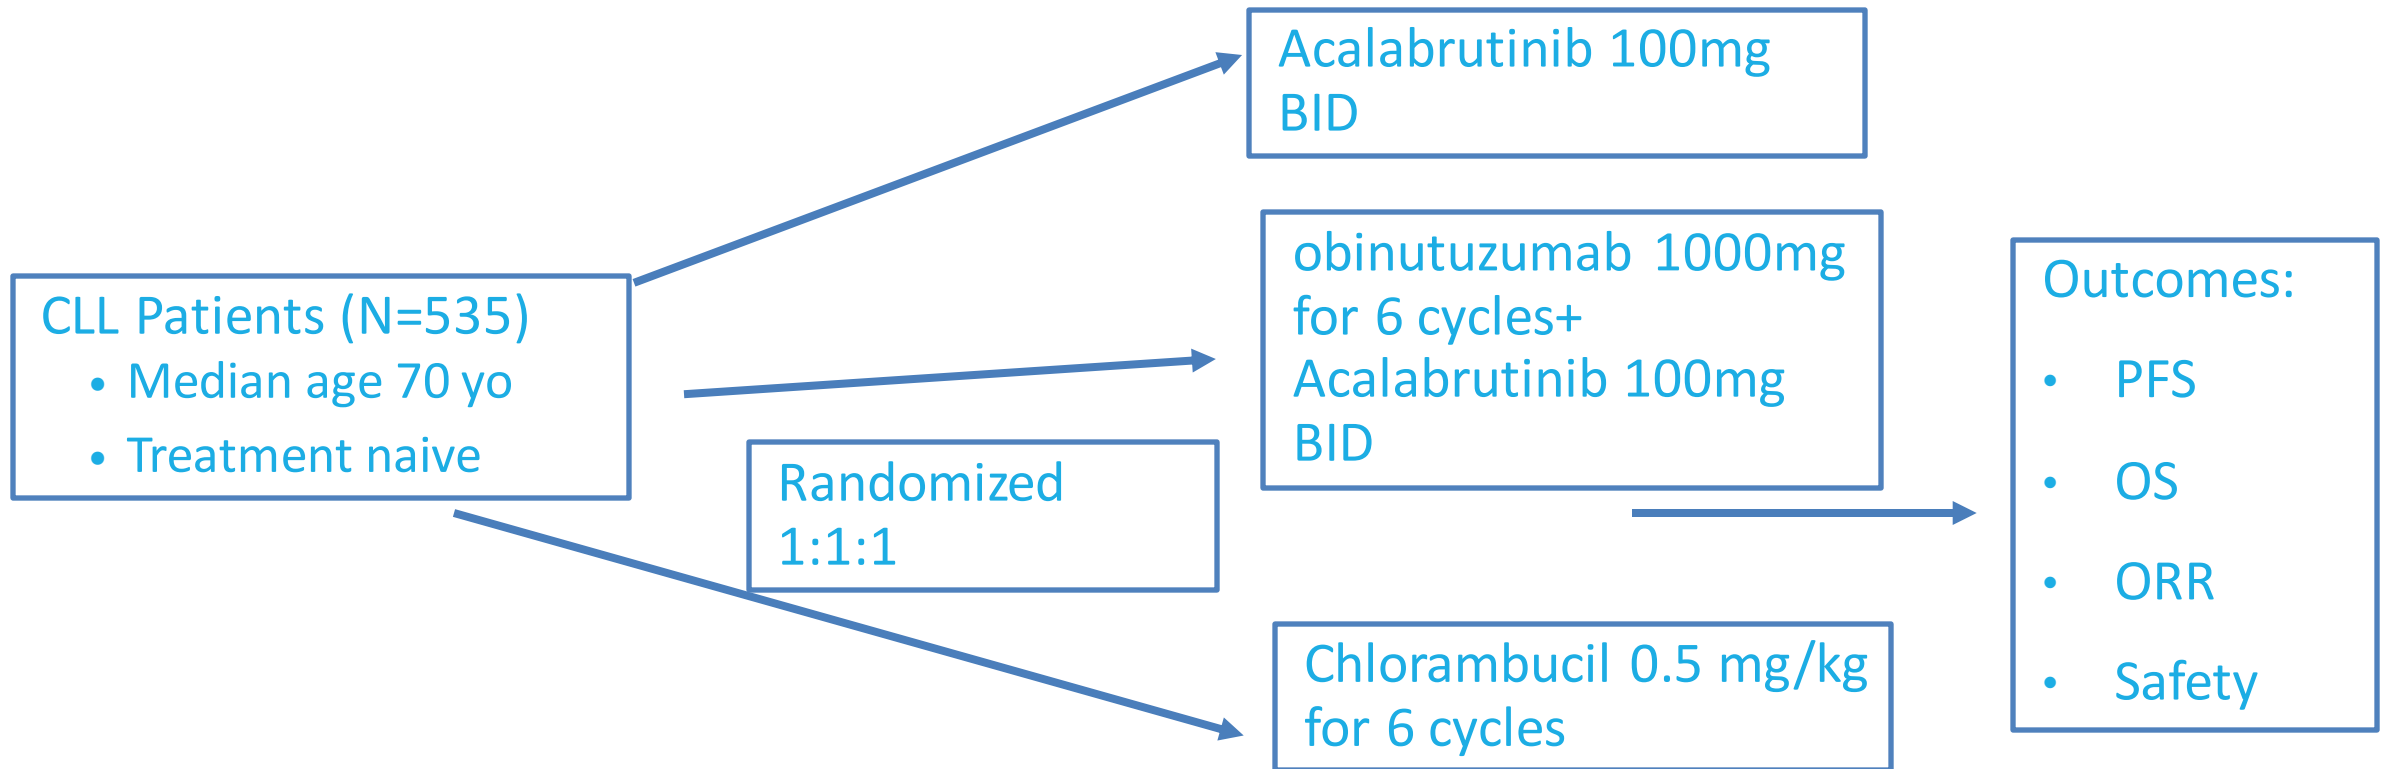 CLL Patients (N=535)
• Median age 70 yo
• Treatment naive
Randomized
1:1:1
Acalabrutinib 100mg
BID
obinutuzumab 1000mg
for 6 cycles+
Acalabrutinib 100mg
BID
Chlorambucil 0.5 mg/kg
for 6 cycles
Outcomes:
• PFS
• OS
• ORR
• Safety